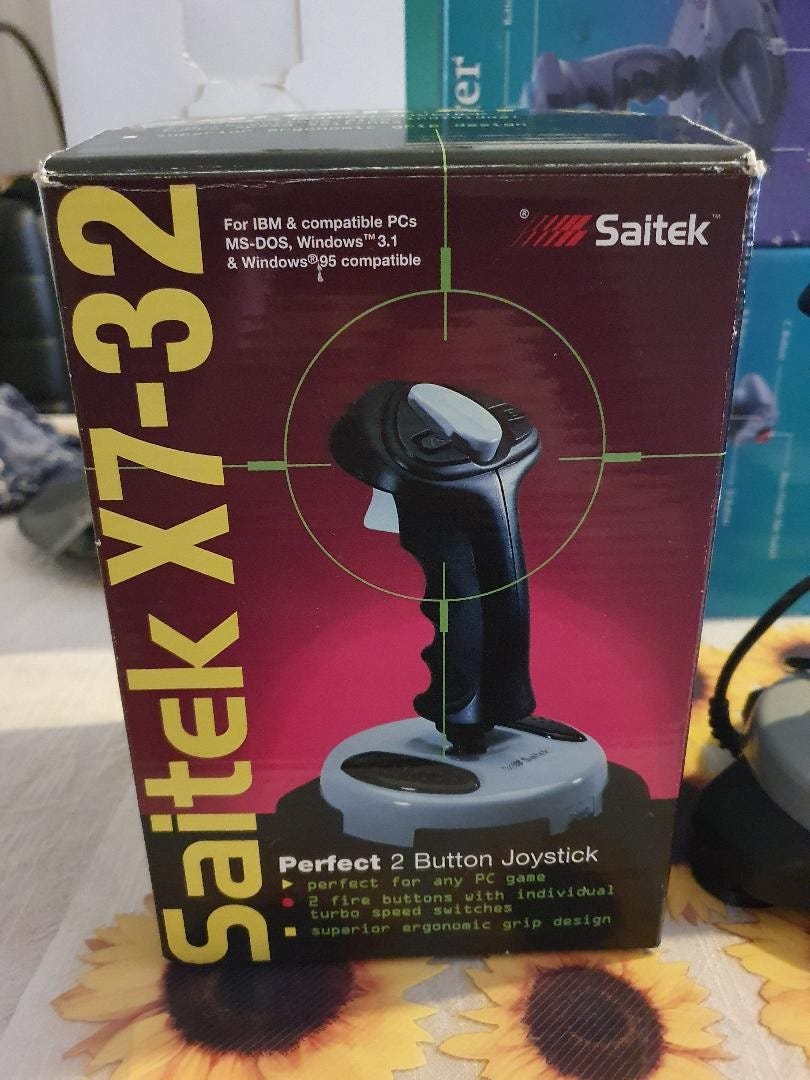 Saitek X7-32
For IBM & compatible PCs
MS-DOS, Windows™ 3.1
& Windows®95 compatible
® Saitek™
Saitek
Perfect 2 Button Joystick
perfect for any PC game
2 fire buttons with individual
turbo speed switches
superior ergonomic grip design